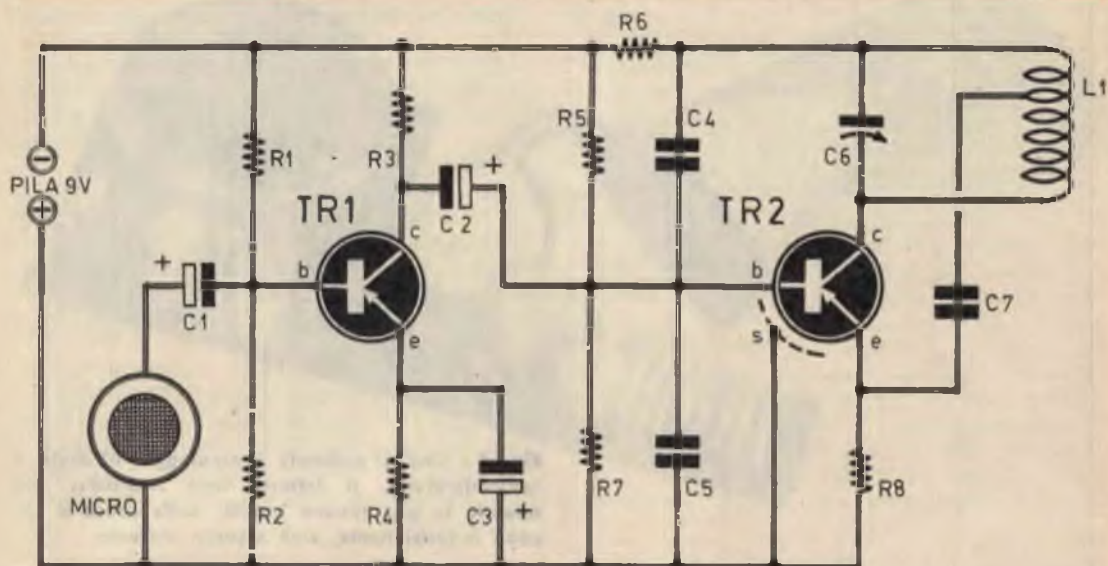 R6
L1
R1
R3
R5
C4
C6
PILA 9V
TR1
TR2
c
c
+
+
C2
b
b
C1
C7
s
e
e
MICRO
R2
R4
C3
+
R7
C5
R8